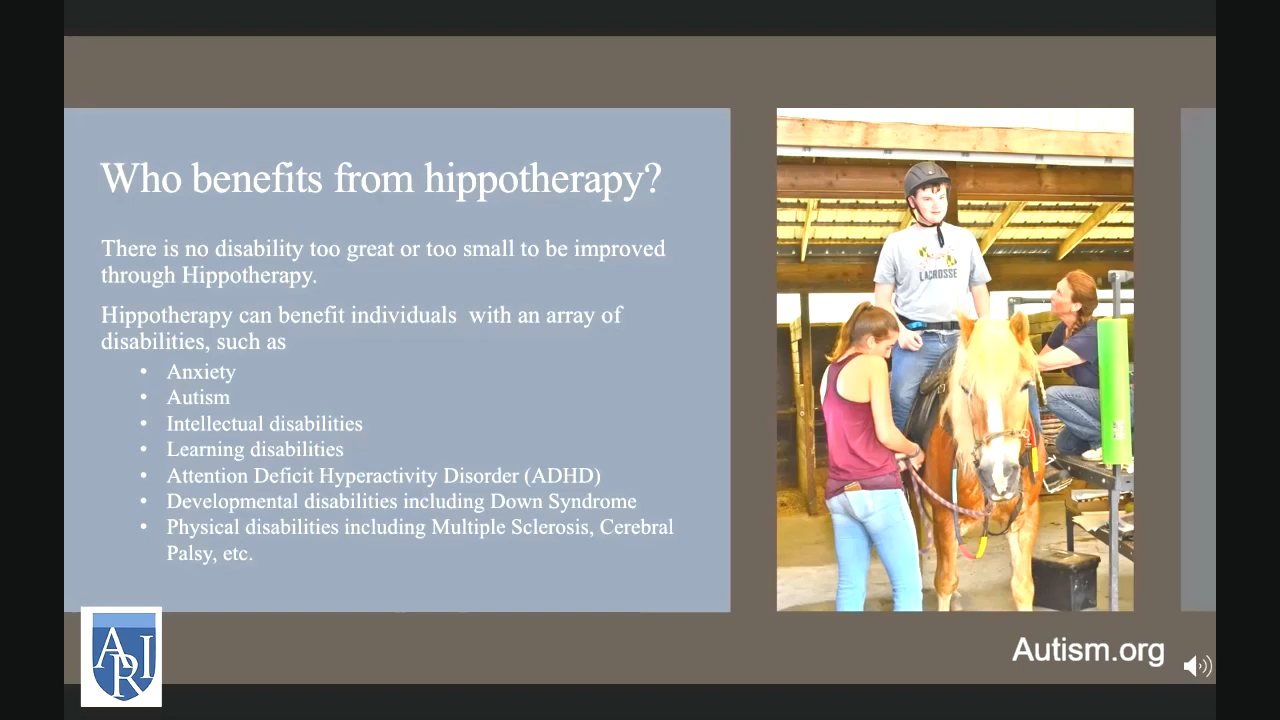 Who benefits from hippotherapy?
There is no disability too great or too small to be improved
through Hippotherapy.
Hippotherapy can benefit individuals  with an array of
disabilities, such as
• Anxiety
• Autism
• Intellectual disabilities
• Learning disabilities
• Attention Deficit Hyperactivity Disorder (ADHD)
• Developmental disabilities including Down Syndrome
• Physical disabilities including Multiple Sclerosis, Cerebral
Palsy, etc.
LACROSSE
ARI
Autism.org